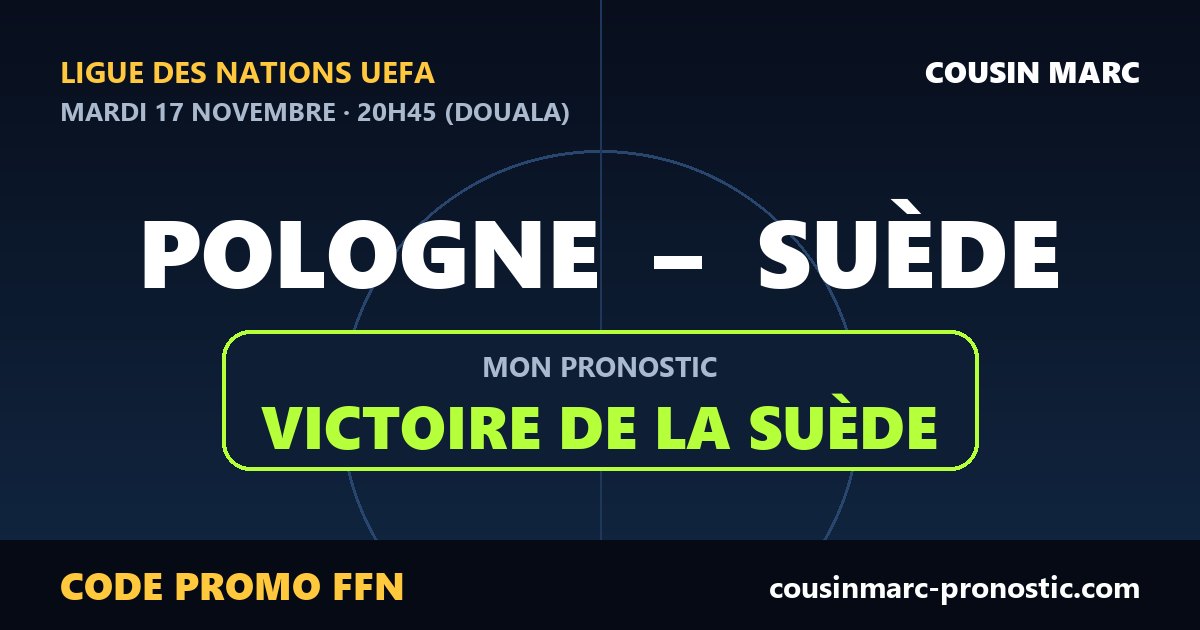 LIGUE DES NATIONS UEFA
COUSIN MARC
MARDI 17 NOVEMBRE · 20H45 (DOUALA)
POLOGNE – SUÈDE
MON PRONOSTIC
VICTOIRE DE LA SUÈDE
CODE PROMO FFN
cousinmarc-pronostic.com